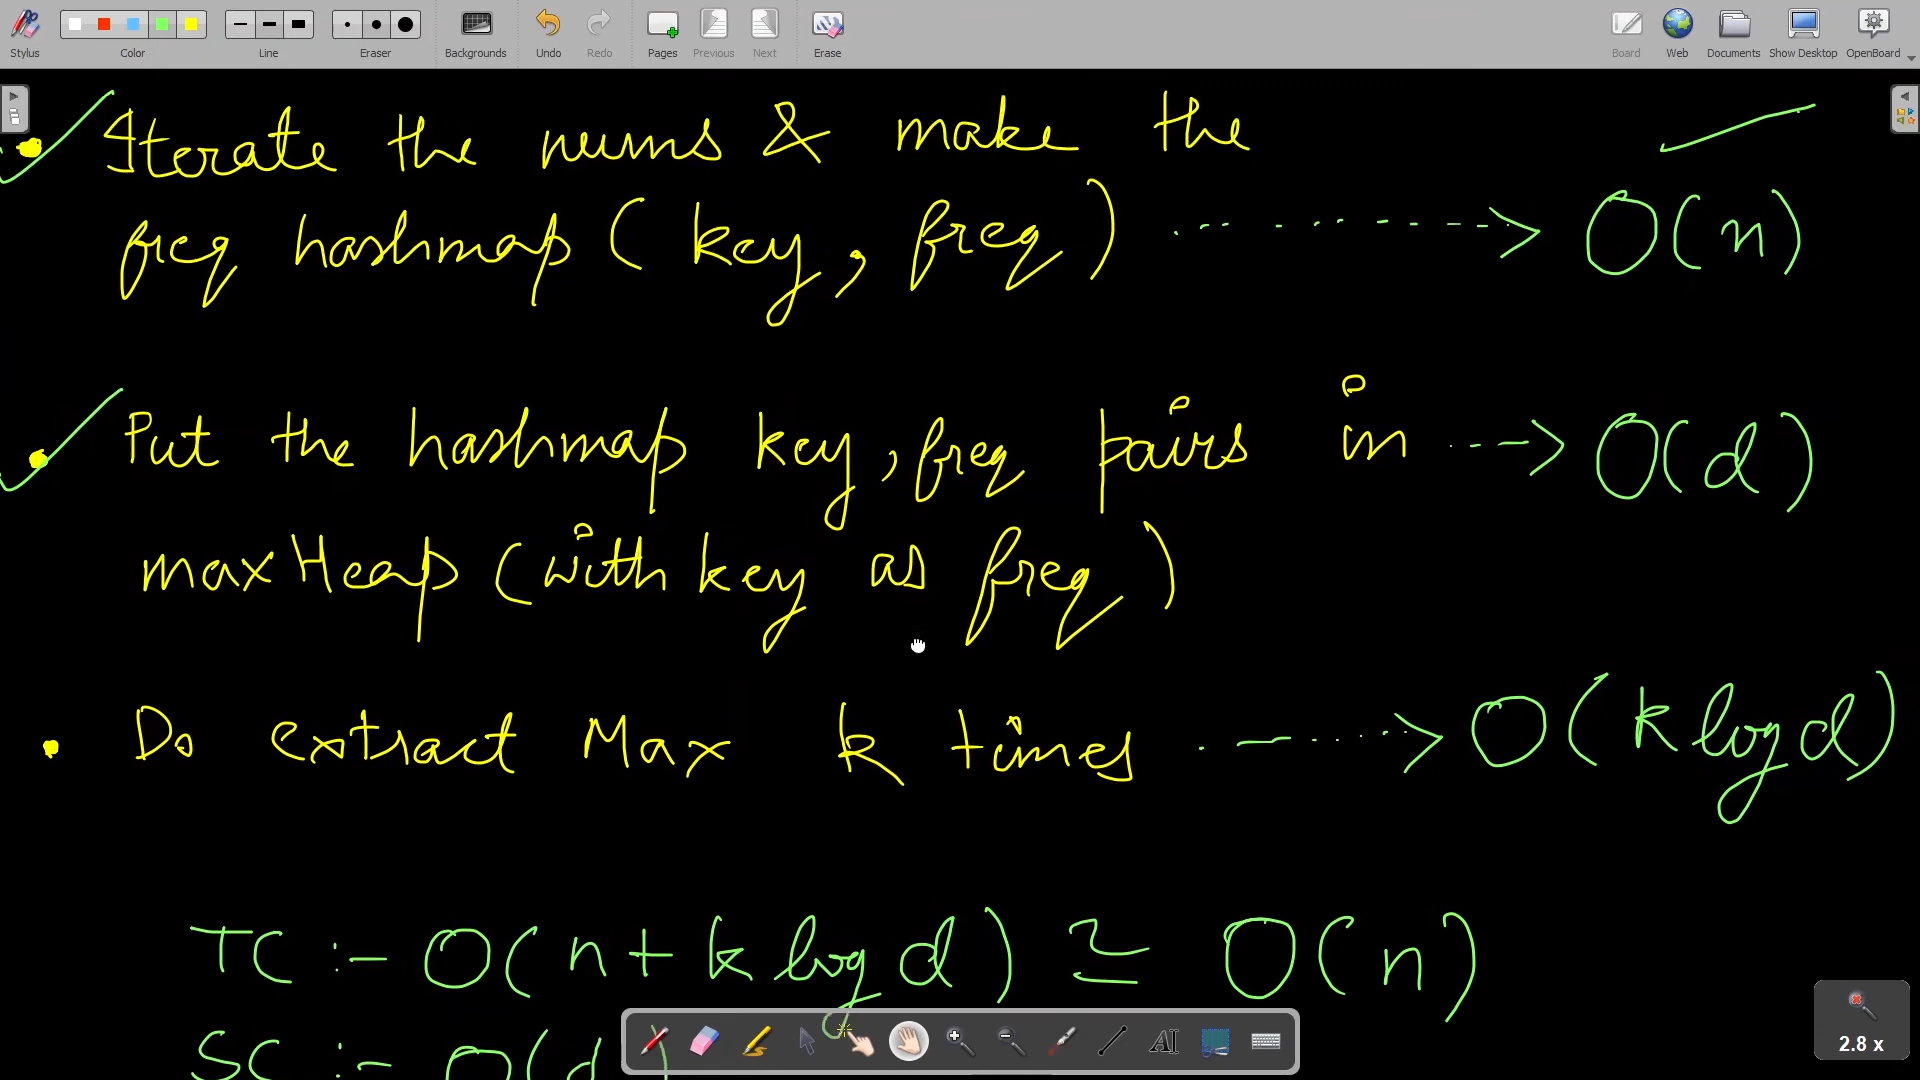 Stylus Color Line Eraser Backgrounds Undo Redo Pages Previous Next Erase Board Web Documents Show Desktop OpenBoard
Iterate the nums & make the
freq hashmap ( key, freq ) -----> O(n)
Put the hashmap key, freq pairs in ---> O(d)
maxHeap (with key as freq)
Do extract Max k times -----> O(k log d)
TC :- O( n + k log d ) ≃ O( n )
SC :- O(d)
2.8 x